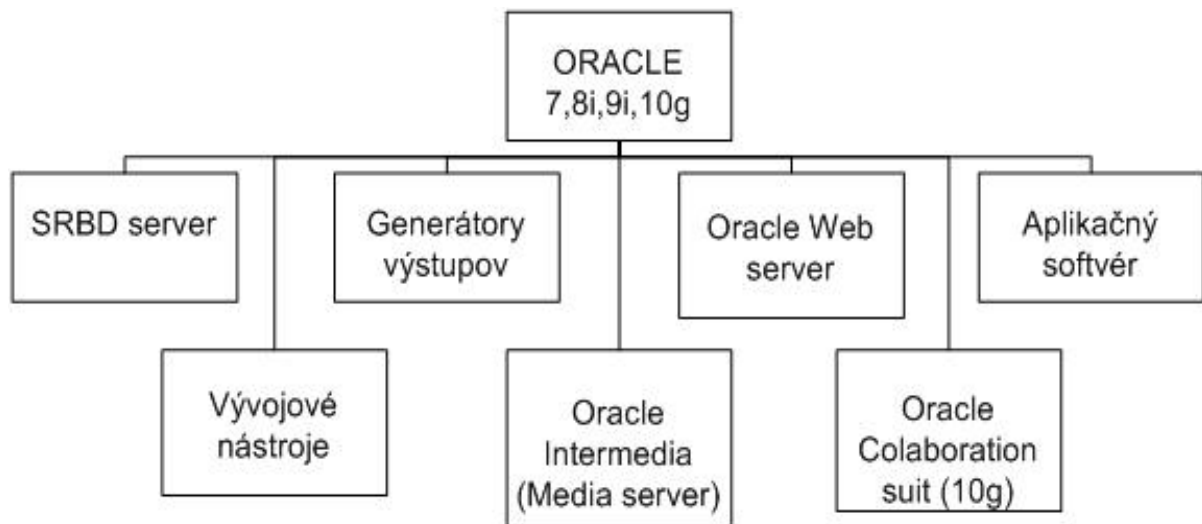 ORACLE
7,8i,9i,10g
SRBD server
Generátory
výstupov
Oracle Web
server
Aplikačný
softvér
Vývojové
nástroje
Oracle
Intermedia
(Media server)
Oracle
Colaboration
suit (10g)